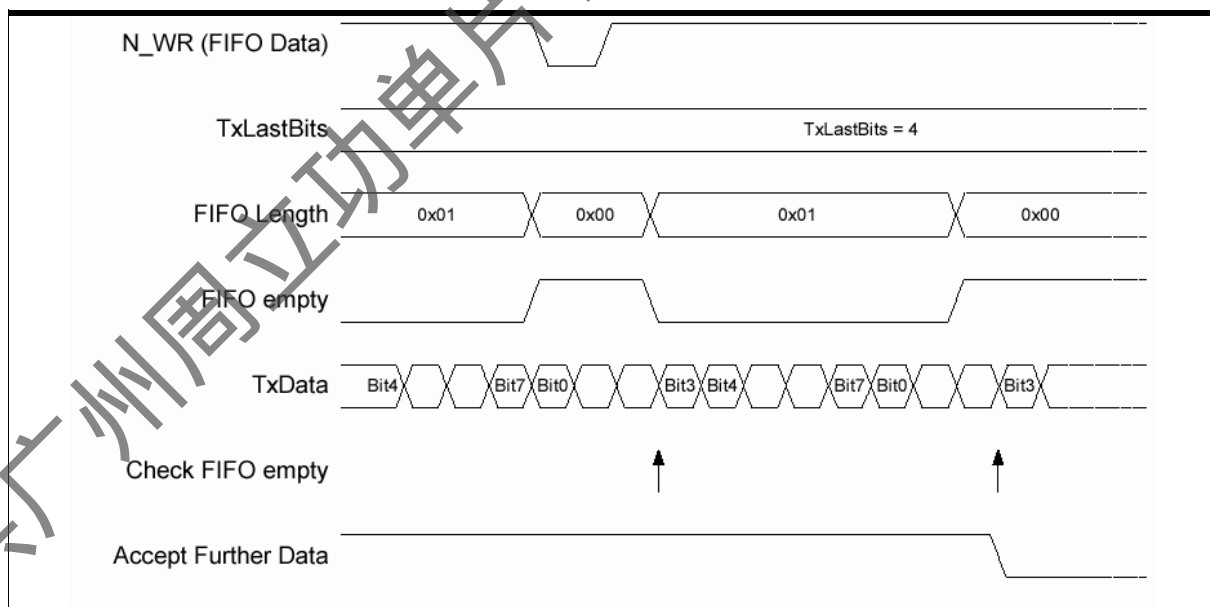 N_WR (FIFO Data)
TxLastBits
TxLastBits = 4
FIFO Length
0x01
0x00
0x01
0x00
FIFO empty
TxData
Bit4
Bit7
Bit0
Bit3
Bit4
Bit7
Bit0
Bit3
Check FIFO empty
Accept Further Data
广州周立功单片